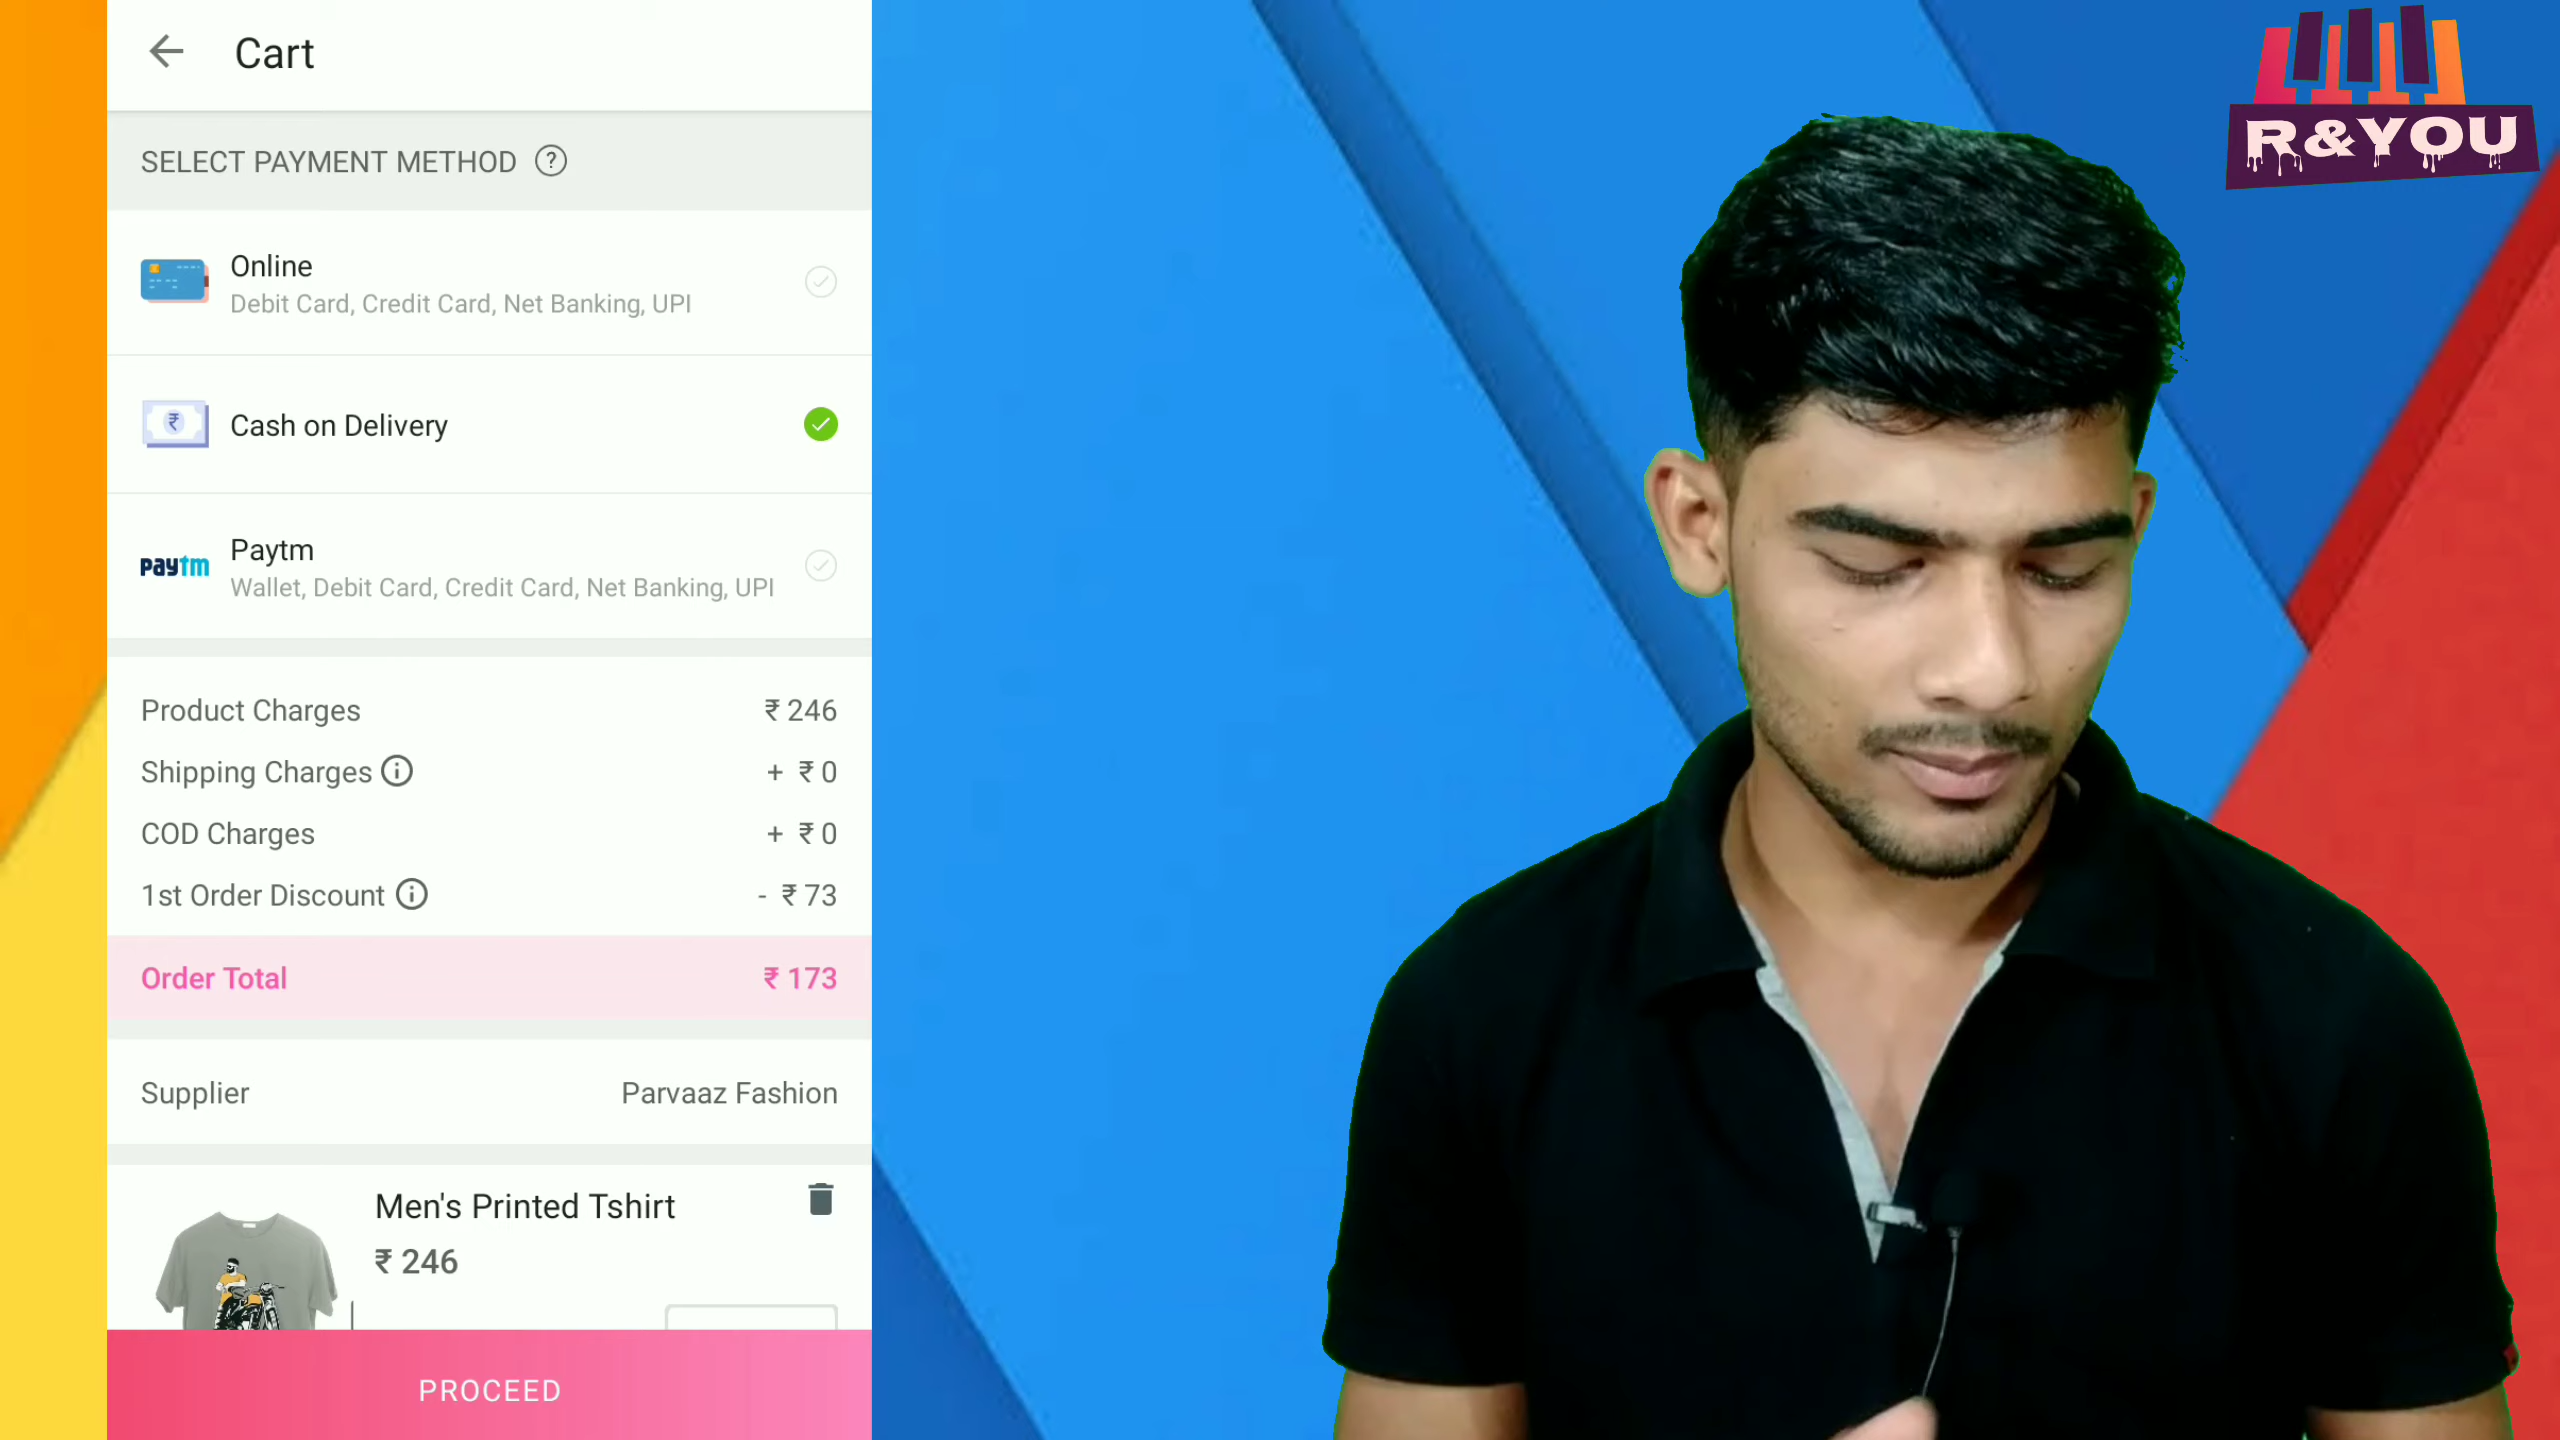 Cart
SELECT PAYMENT METHOD ?
Online
Debit Card, Credit Card, Net Banking, UPI
₹
Cash on Delivery
paytm
Paytm
Wallet, Debit Card, Credit Card, Net Banking, UPI
Product Charges ₹ 246
Shipping Charges i + ₹ 0
COD Charges + ₹ 0
1st Order Discount i - ₹ 73
Order Total ₹ 173
Supplier Parvaaz Fashion
Men's Printed Tshirt
₹ 246
PROCEED
R&YOU